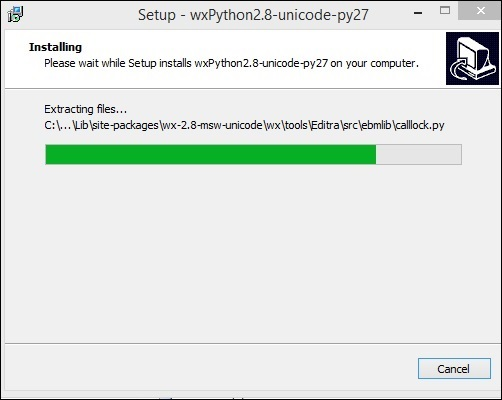 Setup - wxPython2.8-unicode-py27
Installing
Please wait while Setup installs wxPython2.8-unicode-py27 on your computer.
Extracting files...
C:\...\Lib\site-packages\wx-2.8-msw-unicode\wx\tools\Editra\src\ebmlib\calllock.py
Cancel